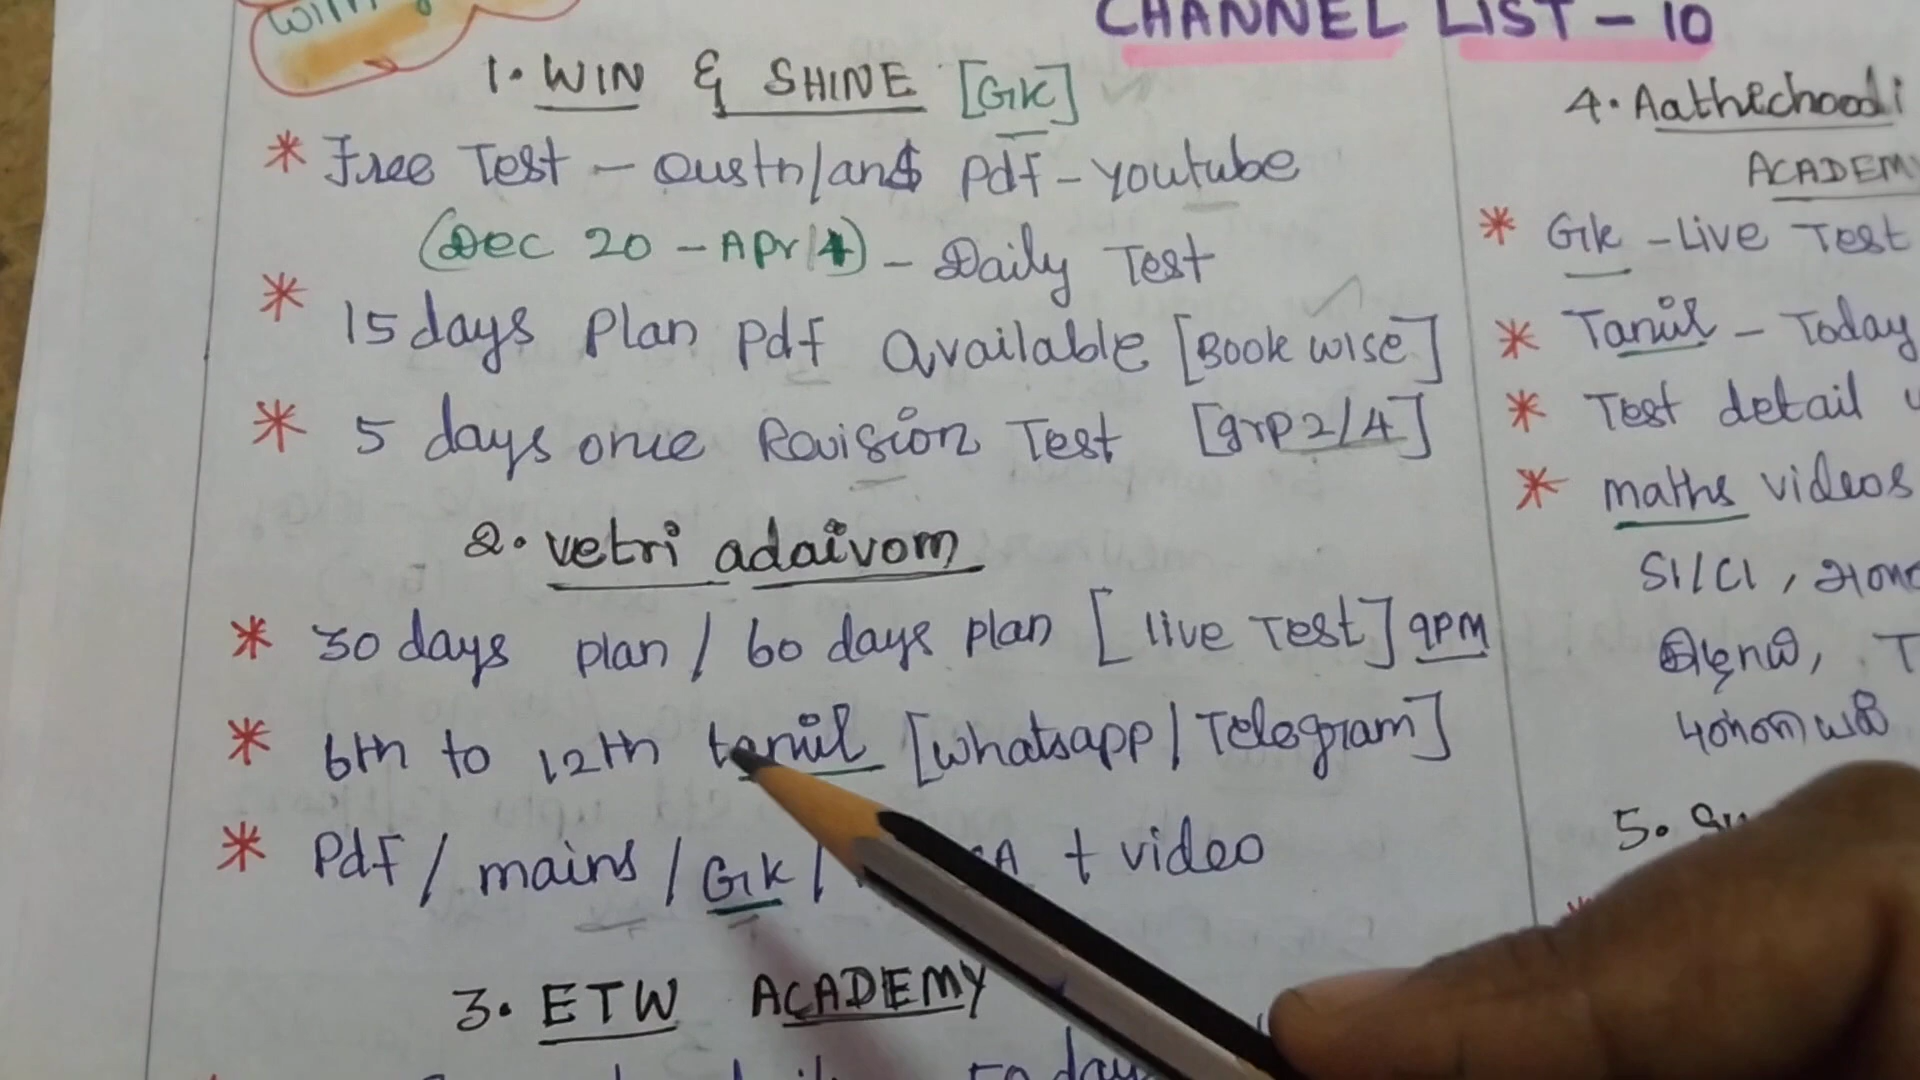 CHANNEL LIST - 10
1. WIN & SHINE [GK]
* Free Test - Qustn/ans Pdf - youtube
(Dec 20 - Apr 4) - Daily Test
* 15 days Plan Pdf available [Book wise]
* 5 days once Revision Test [grp 2/4]
2. vetri adaivom
* 30 days plan / 60 days plan [live Test] 9PM
* 6th to 12th tamil [whatsapp / Telegram]
* Pdf / mains / GK / + video
3. ETW ACADEMY
4. Aathichoodi
ACADEMY
* GK - Live Test
* Tamil - Today
* Test detail
* maths videos
SI/CI,
5.